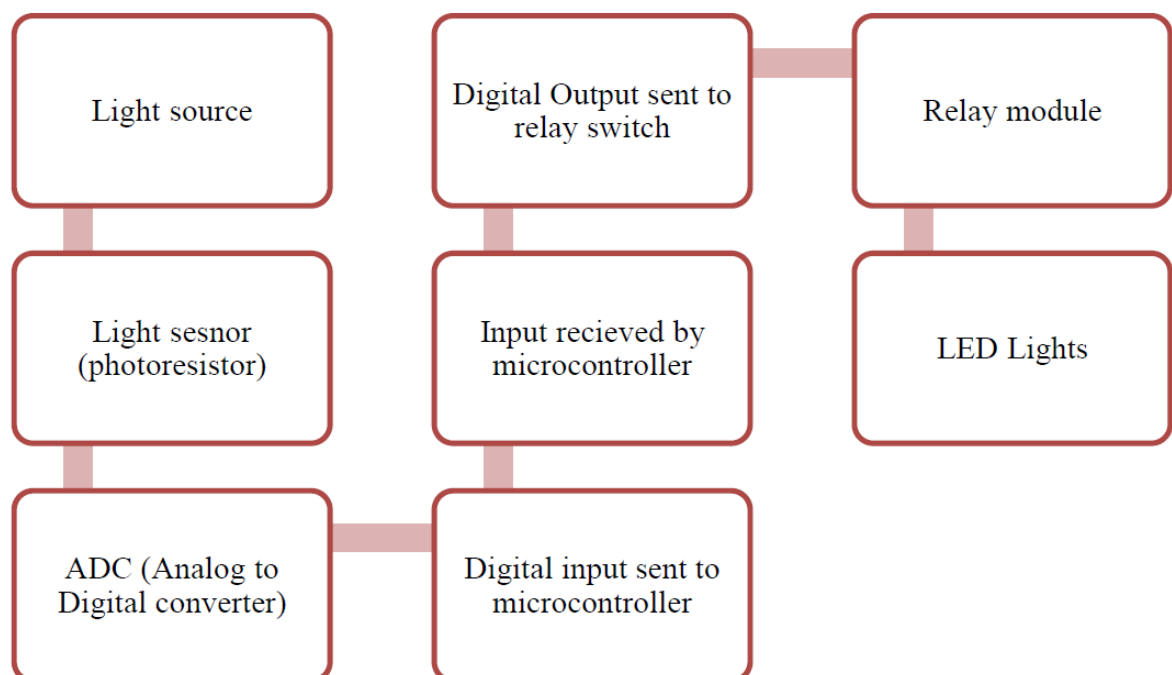 Light source
Light sesnor
(photoresistor)
ADC (Analog to
Digital converter)
Digital input sent to
microcontroller
Input recieved by
microcontroller
Digital Output sent to
relay switch
Relay module
LED Lights